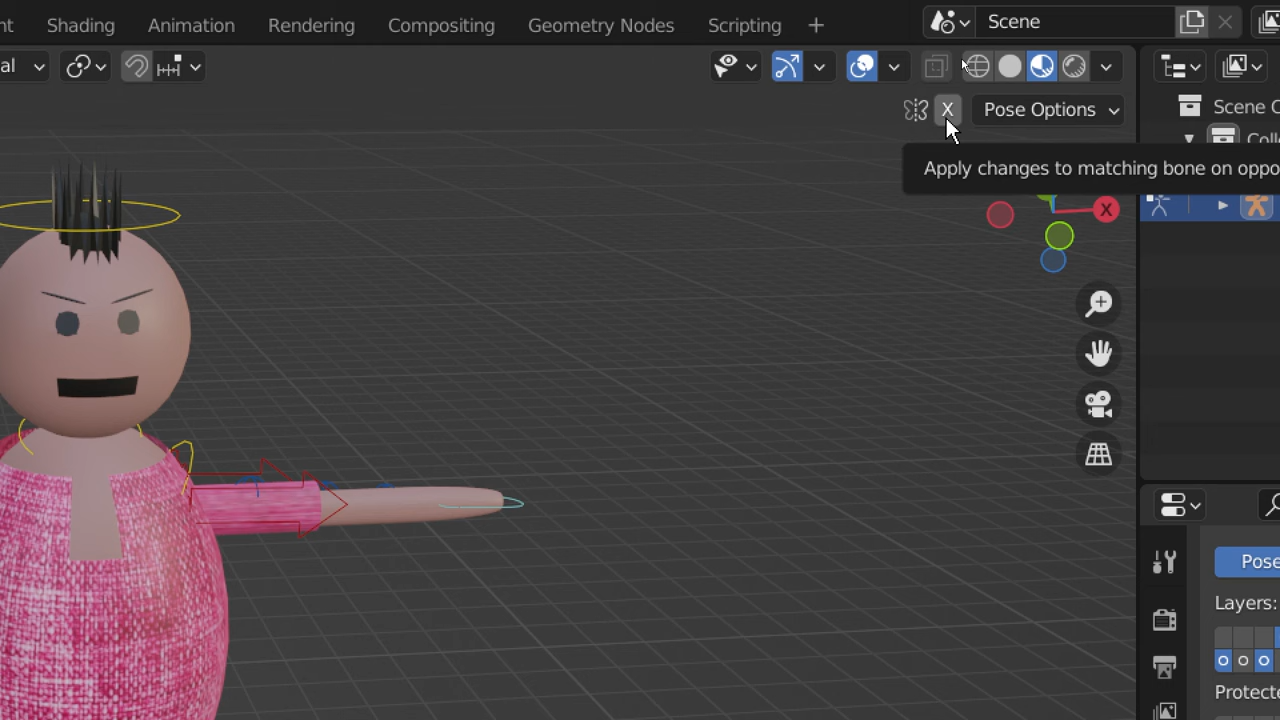 Shading Animation Rendering Compositing Geometry Nodes Scripting + Scene
al
X Pose Options
Scene C
Colle
Apply changes to matching bone on oppo
X
Pose
Layers:
Protecte